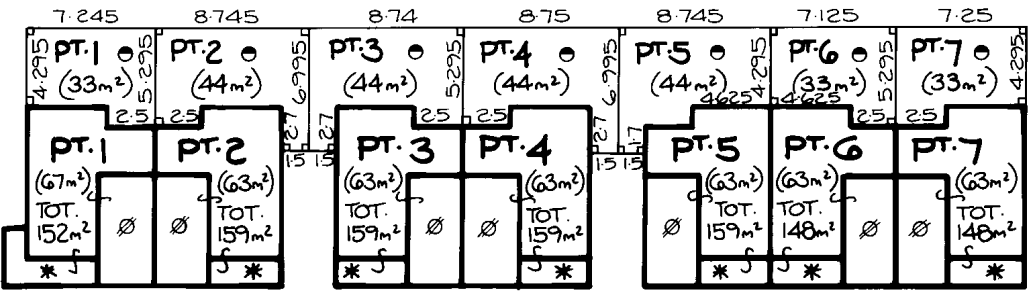 7·245 8·745 8·74 8·75 8·745 7·125 7·25
PT.1 PT.2 PT.3 PT.4 PT.5 PT.6 PT.7
(33m²) (44m²) (44m²) (44m²) (44m²) (33m²) (33m²)
4·295 5·295 6·995 5·295 6·995 4·295 5·295 4·295
2·5 2·5 2·5 2·5 4·625 4·625 2·5 2·5
2·7 2·7 2·7 1·7
1·5 1·5 1·5 1·5
PT.1 PT.2 PT.3 PT.4 PT.5 PT.6 PT.7
(67m²) (63m²) (63m²) (63m²) (63m²) (63m²) (63m²)
TOT. TOT. TOT. TOT. TOT. TOT. TOT.
152m² 159m² 159m² 159m² 159m² 148m² 148m²
* * * * * * *